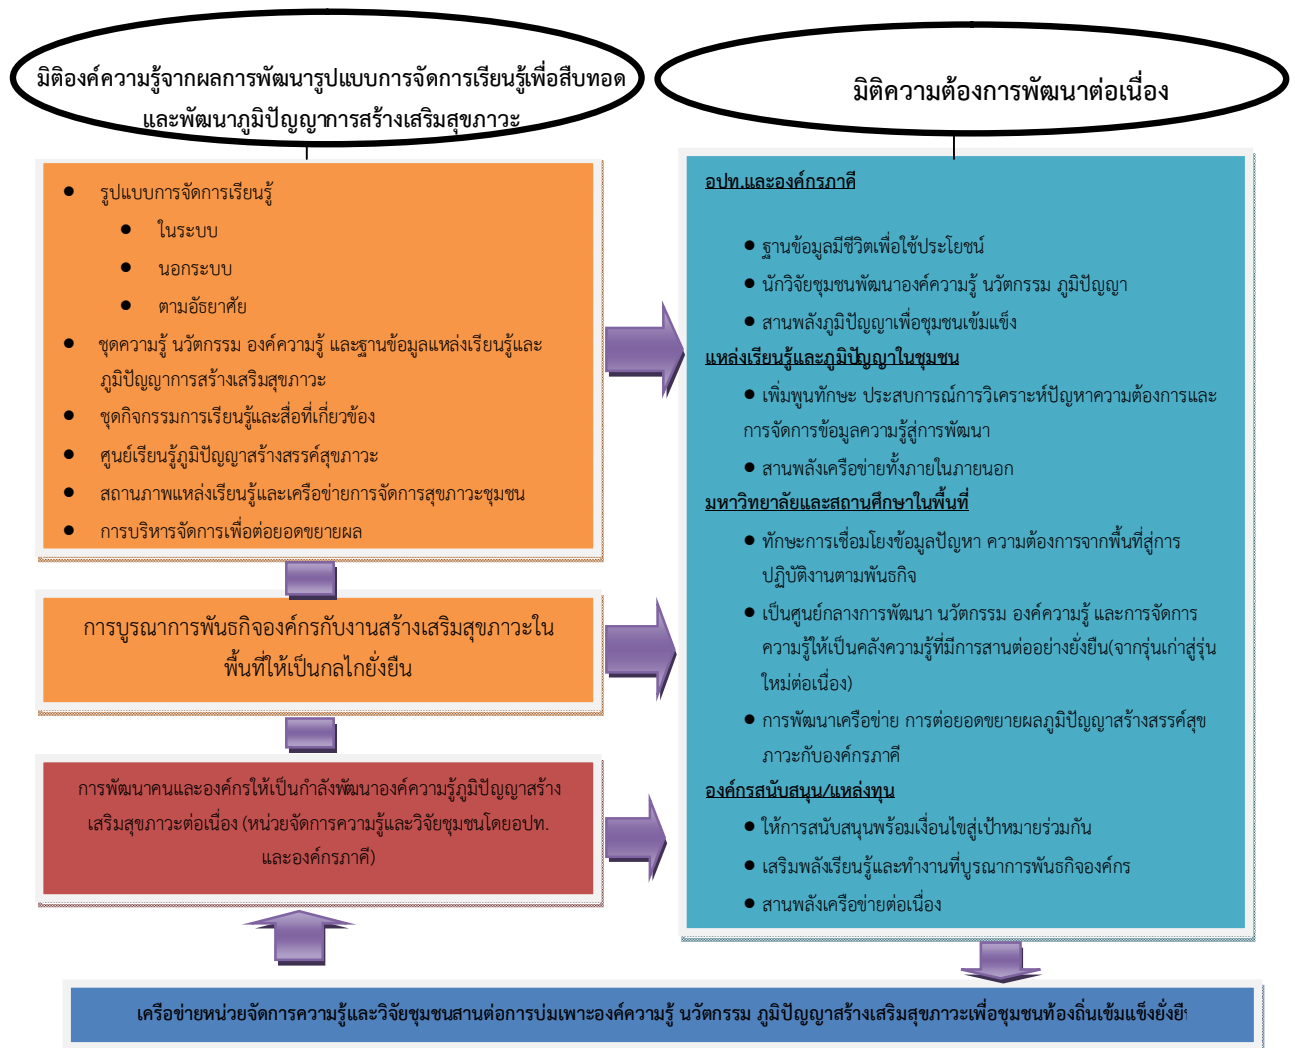 มิติองค์ความรู้จากผลการพัฒนารูปแบบการจัดการเรียนรู้เพื่อสืบทอด
และพัฒนาภูมิปัญญาการสร้างเสริมสุขภาวะ
● รูปแบบการจัดการเรียนรู้
● ในระบบ
● นอกระบบ
● ตามอัธยาศัย
● ชุดความรู้ นวัตกรรม องค์ความรู้ และฐานข้อมูลแหล่งเรียนรู้และ
ภูมิปัญญาการสร้างเสริมสุขภาวะ
● ชุดกิจกรรมการเรียนรู้และสื่อที่เกี่ยวข้อง
● ศูนย์เรียนรู้ภูมิปัญญาสร้างสรรค์สุขภาวะ
● สถานภาพแหล่งเรียนรู้และเครือข่ายการจัดการสุขภาวะชุมชน
● การบริหารจัดการเพื่อต่อยอดขยายผล
การบูรณาการพันธกิจองค์กรกับงานสร้างเสริมสุขภาวะใน
พื้นที่ให้เป็นกลไกยั่งยืน
การพัฒนาคนและองค์กรให้เป็นกำลังพัฒนาองค์ความรู้ภูมิปัญญาสร้าง
เสริมสุขภาวะต่อเนื่อง (หน่วยจัดการความรู้และวิจัยชุมชนโดยอปท.
และองค์กรภาคี)
มิติความต้องการพัฒนาต่อเนื่อง
อปท.และองค์กรภาคี
● ฐานข้อมูลมีชีวิตเพื่อใช้ประโยชน์
● นักวิจัยชุมชนพัฒนาองค์ความรู้ นวัตกรรม ภูมิปัญญา
● สานพลังภูมิปัญญาเพื่อชุมชนเข้มแข็ง
แหล่งเรียนรู้และภูมิปัญญาในชุมชน
● เพิ่มพูนทักษะ ประสบการณ์การวิเคราะห์ปัญหาความต้องการและ
การจัดการข้อมูลความรู้สู่การพัฒนา
● สานพลังเครือข่ายทั้งภายในภายนอก
มหาวิทยาลัยและสถานศึกษาในพื้นที่
● ทักษะการเชื่อมโยงข้อมูลปัญหา ความต้องการจากพื้นที่สู่การ
ปฏิบัติงานตามพันธกิจ
● เป็นศูนย์กลางการพัฒนา นวัตกรรม องค์ความรู้ และการจัดการ
ความรู้ให้เป็นคลังความรู้ที่มีการสานต่ออย่างยั่งยืน(จากรุ่นเก่าสู่รุ่น
ใหม่ต่อเนื่อง)
● การพัฒนาเครือข่าย การต่อยอดขยายผลภูมิปัญญาสร้างสรรค์สุข
ภาวะกับองค์กรภาคี
องค์กรสนับสนุน/แหล่งทุน
● ให้การสนับสนุนพร้อมเงื่อนไขสู่เป้าหมายร่วมกัน
● เสริมพลังเรียนรู้และทำงานที่บูรณาการพันธกิจองค์กร
● สานพลังเครือข่ายต่อเนื่อง
เครือข่ายหน่วยจัดการความรู้และวิจัยชุมชนสานต่อการบ่มเพาะองค์ความรู้ นวัตกรรม ภูมิปัญญาสร้างเสริมสุขภาวะเพื่อชุมชนท้องถิ่นเข้มแข็งยั่งยื